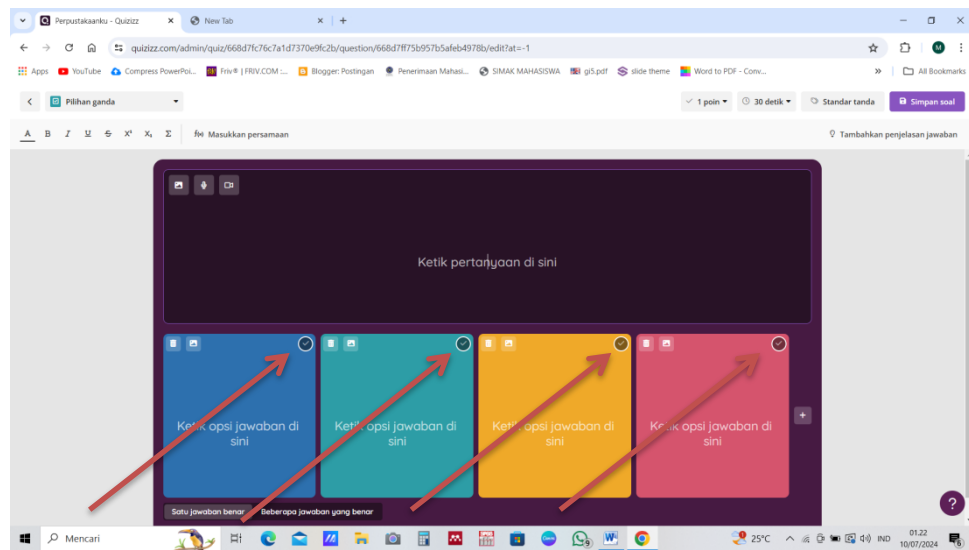 Perpustakaanku - Quizizz
New Tab
quizizz.com/admin/quiz/668d7fc76c7a1d7370e9fc2b/question/668d7ff75b957b5afeb4978b/edit?at=-1
Apps YouTube Compress PowerPoi... Friv® | FRIV.COM :... Blogger: Postingan Penerimaan Mahasi... SIMAK MAHASISWA gi5.pdf slide theme Word to PDF - Conv... » All Bookmarks
Pilihan ganda
1 poin
30 detik
Standar tanda
Simpan soal
A B I U S X² X₁ Σ f(x) Masukkan persamaan
Tambahkan penjelasan jawaban
Ketik pertanyaan di sini
Ketik opsi jawaban di
sini
Ketik opsi jawaban di
sini
Ketik opsi jawaban di
sini
Ketik opsi jawaban di
sini
Satu jawaban benar
Beberapa jawaban yang benar
Mencari
25°C
IND
01.22
10/07/2024